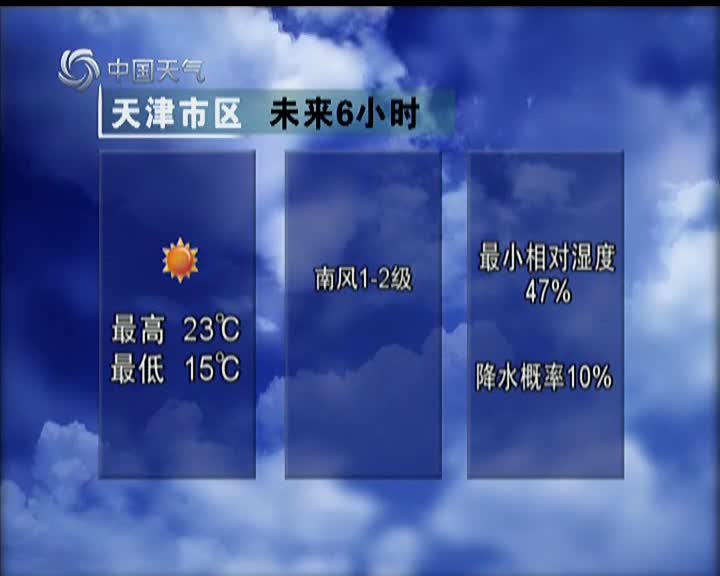 中国天气
天津市区 未来6小时
最高 23℃
最低 15℃
南风1-2级
最小相对湿度
47%
降水概率10%